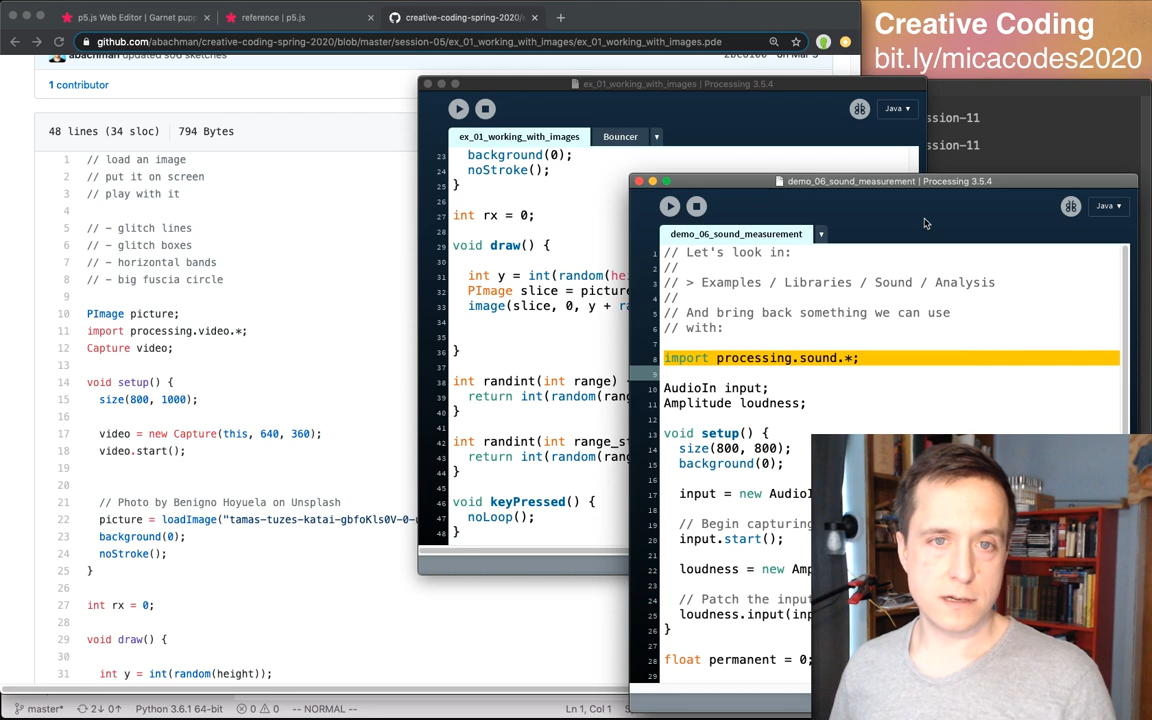 p5.js Web Editor | Garnet pupp
reference | p5.js
creative-coding-spring-2020/
github.com/abachman/creative-coding-spring-2020/blob/master/session-05/ex_01_working_with_images/ex_01_working_with_images.pde
Creative Coding
bit.ly/micacodes2020
1 contributor
48 lines (34 sloc) | 794 Bytes
1 // load an image
2 // put it on screen
3 // play with it
4
5 // - glitch lines
6 // - glitch boxes
7 // - horizontal bands
8 // - big fuscia circle
9
10 PImage picture;
11 import processing.video.*;
12 Capture video;
13
14 void setup() {
15 size(800, 1000);
16
17 video = new Capture(this, 640, 360);
18 video.start();
19
20
21 // Photo by Benigno Hoyuela on Unsplash
22 picture = loadImage("tamas-tuzes-katai-gbfoKls0V-0-
23 background(0);
24 noStroke();
25 }
26
27 int rx = 0;
28
29 void draw() {
30
31 int y = int(random(height));
ex_01_working_with_images | Processing 3.5.4
Java
ex_01_working_with_images
Bouncer
23 background(0);
24 noStroke();
25 }
26
27 int rx = 0;
28
29 void draw() {
30
31 int y = int(random(he
32 PImage slice = pictur
33 image(slice, 0, y + r
34
35
36 }
37
38 int randint(int range)
39 return int(random(ran
40 }
41
42 int randint(int range_s
43 return int(random(ran
44 }
45
46 void keyPressed() {
47 noLoop();
48 }
ssion-11
ssion-11
demo_06_sound_measurement | Processing 3.5.4
Java
demo_06_sound_measurement
1 // Let's look in:
2 //
3 // > Examples / Libraries / Sound / Analysis
4 //
5 // And bring back something we can use
6 // with:
7
8 import processing.sound.*;
9
10 AudioIn input;
11 Amplitude loudness;
12
13 void setup() {
14 size(800, 800);
15 background(0);
16
17 input = new AudioI
18
19 // Begin capturing
20 input.start();
21
22 loudness = new Amp
23
24 // Patch the input
25 loudness.input(inp
26 }
27
28 float permanent = 0;
29
master*
2↓ 0↑
Python 3.6.1 64-bit
0
0
-- NORMAL --
Ln 1, Col 1